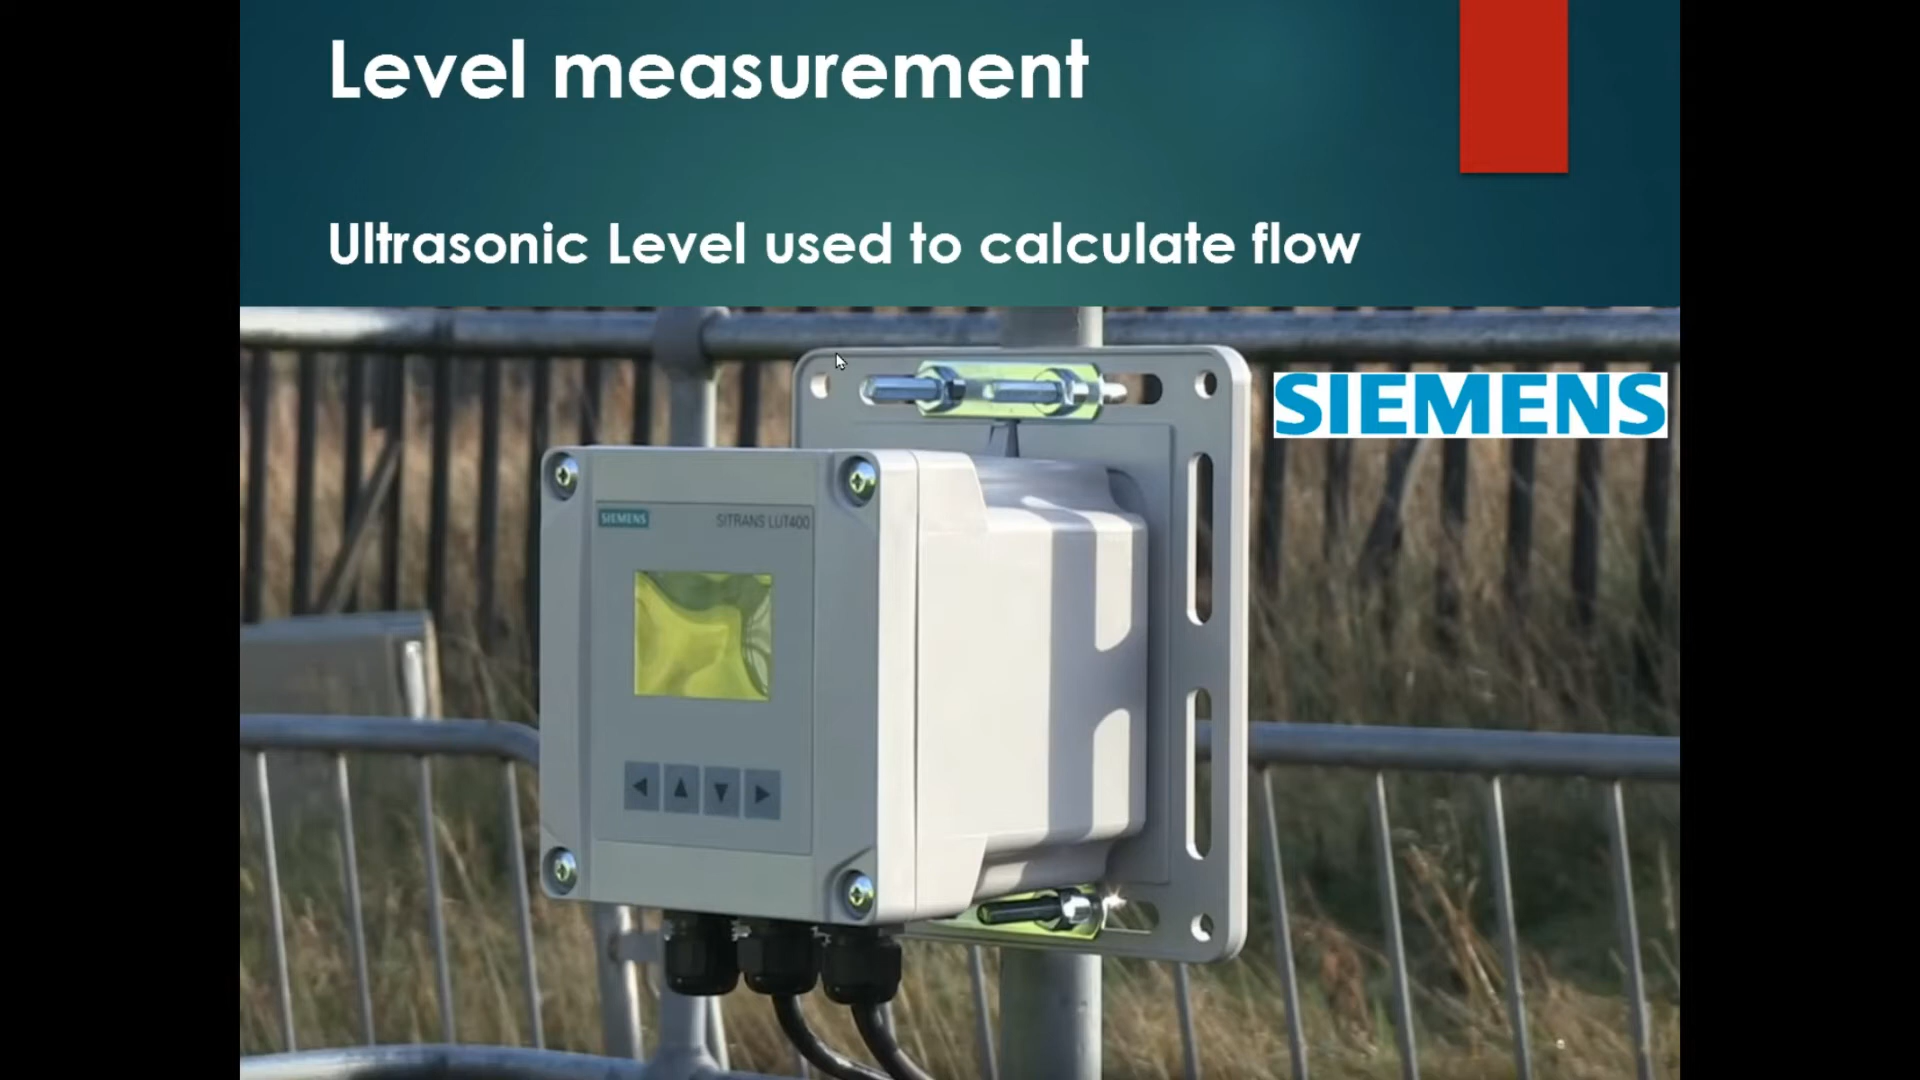 Level measurement
Ultrasonic Level used to calculate flow
SIEMENS
SIEMENS
SITRANS LUT400